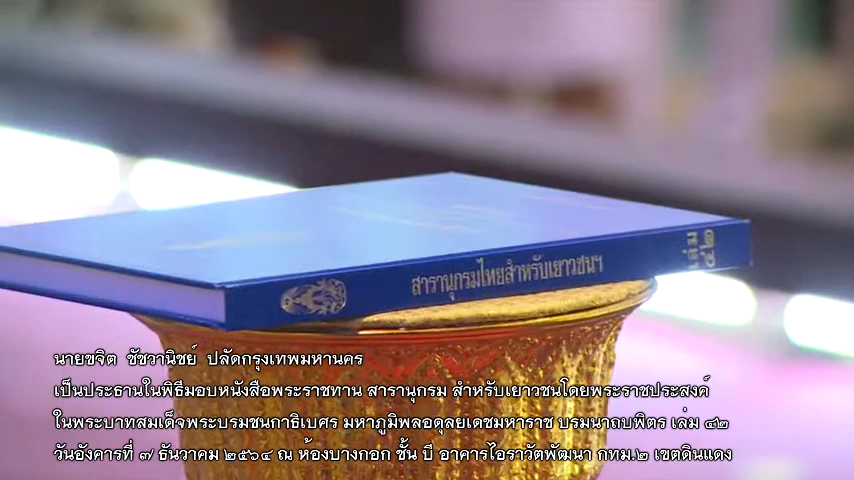 สารานุกรมไทยสำหรับเยาวชนฯ
เล่ม
๔๒
นายขจิต ชัชวานิชย์ ปลัดกรุงเทพมหานคร
เป็นประธานในพิธีมอบหนังสือพระราชทาน สารานุกรม สำหรับเยาวชนโดยพระราชประสงค์
ในพระบาทสมเด็จพระบรมชนกาธิเบศร มหาภูมิพลอดุลยเดชมหาราช บรมนาถบพิตร เล่ม ๔๒
วันอังคารที่ ๗ ธันวาคม ๒๕๖๔ ณ ห้องบางกอก ชั้น บี อาคารไอราวัตพัฒนา กทม.๒ เขตดินแดง